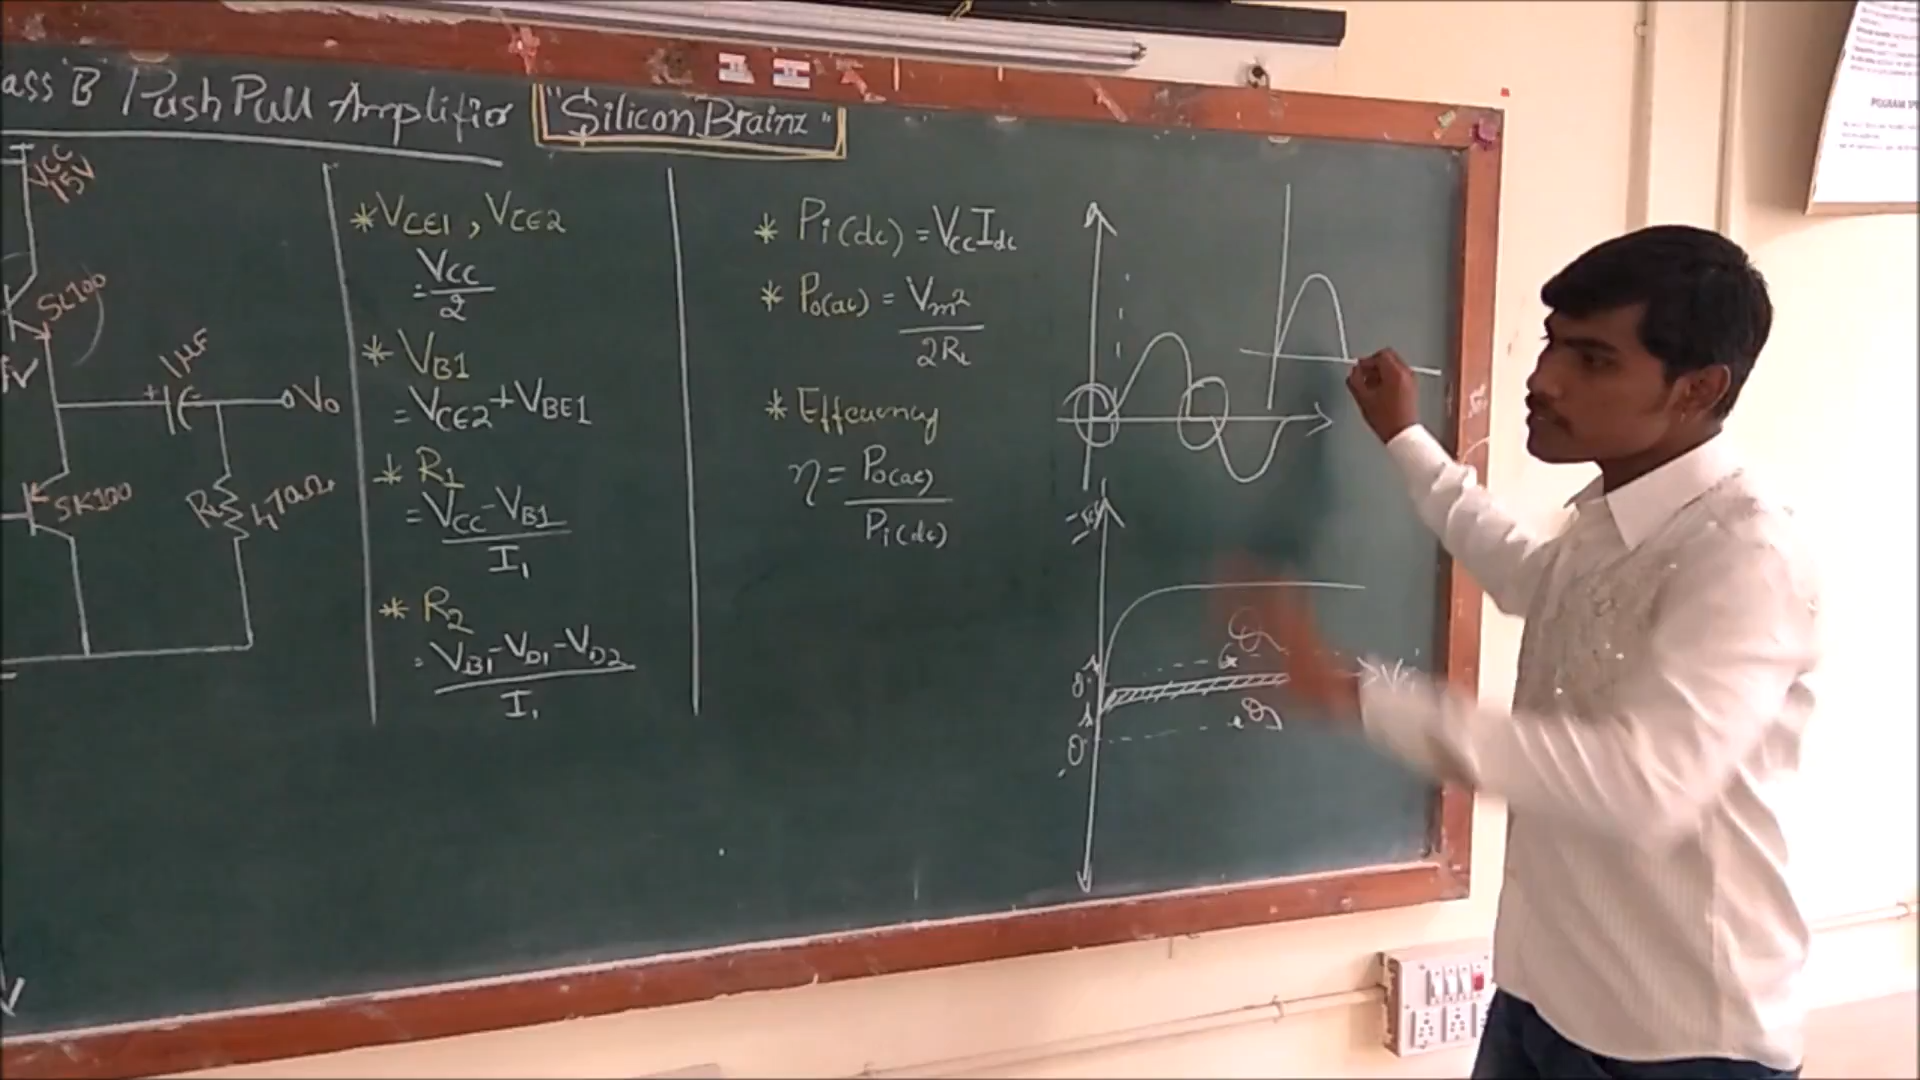 ass B Push Pull Amplifier
"Silicon Brainz"
VCC
15V
SL100
1μF
+
-
Vo
SK100
RL
470Ω
V
* VCE1, VCE2
= VCC
2
* VB1
= VCE2 + VBE1
* R1
= VCC - VB1
I1
* R2
= VB1 - VD1 - VD2
I1
* Pi(dc) = VCC Idc
* Po(ac) = Vm²
2RL
* Effciency
η = Po(ac)
Pi(dc)